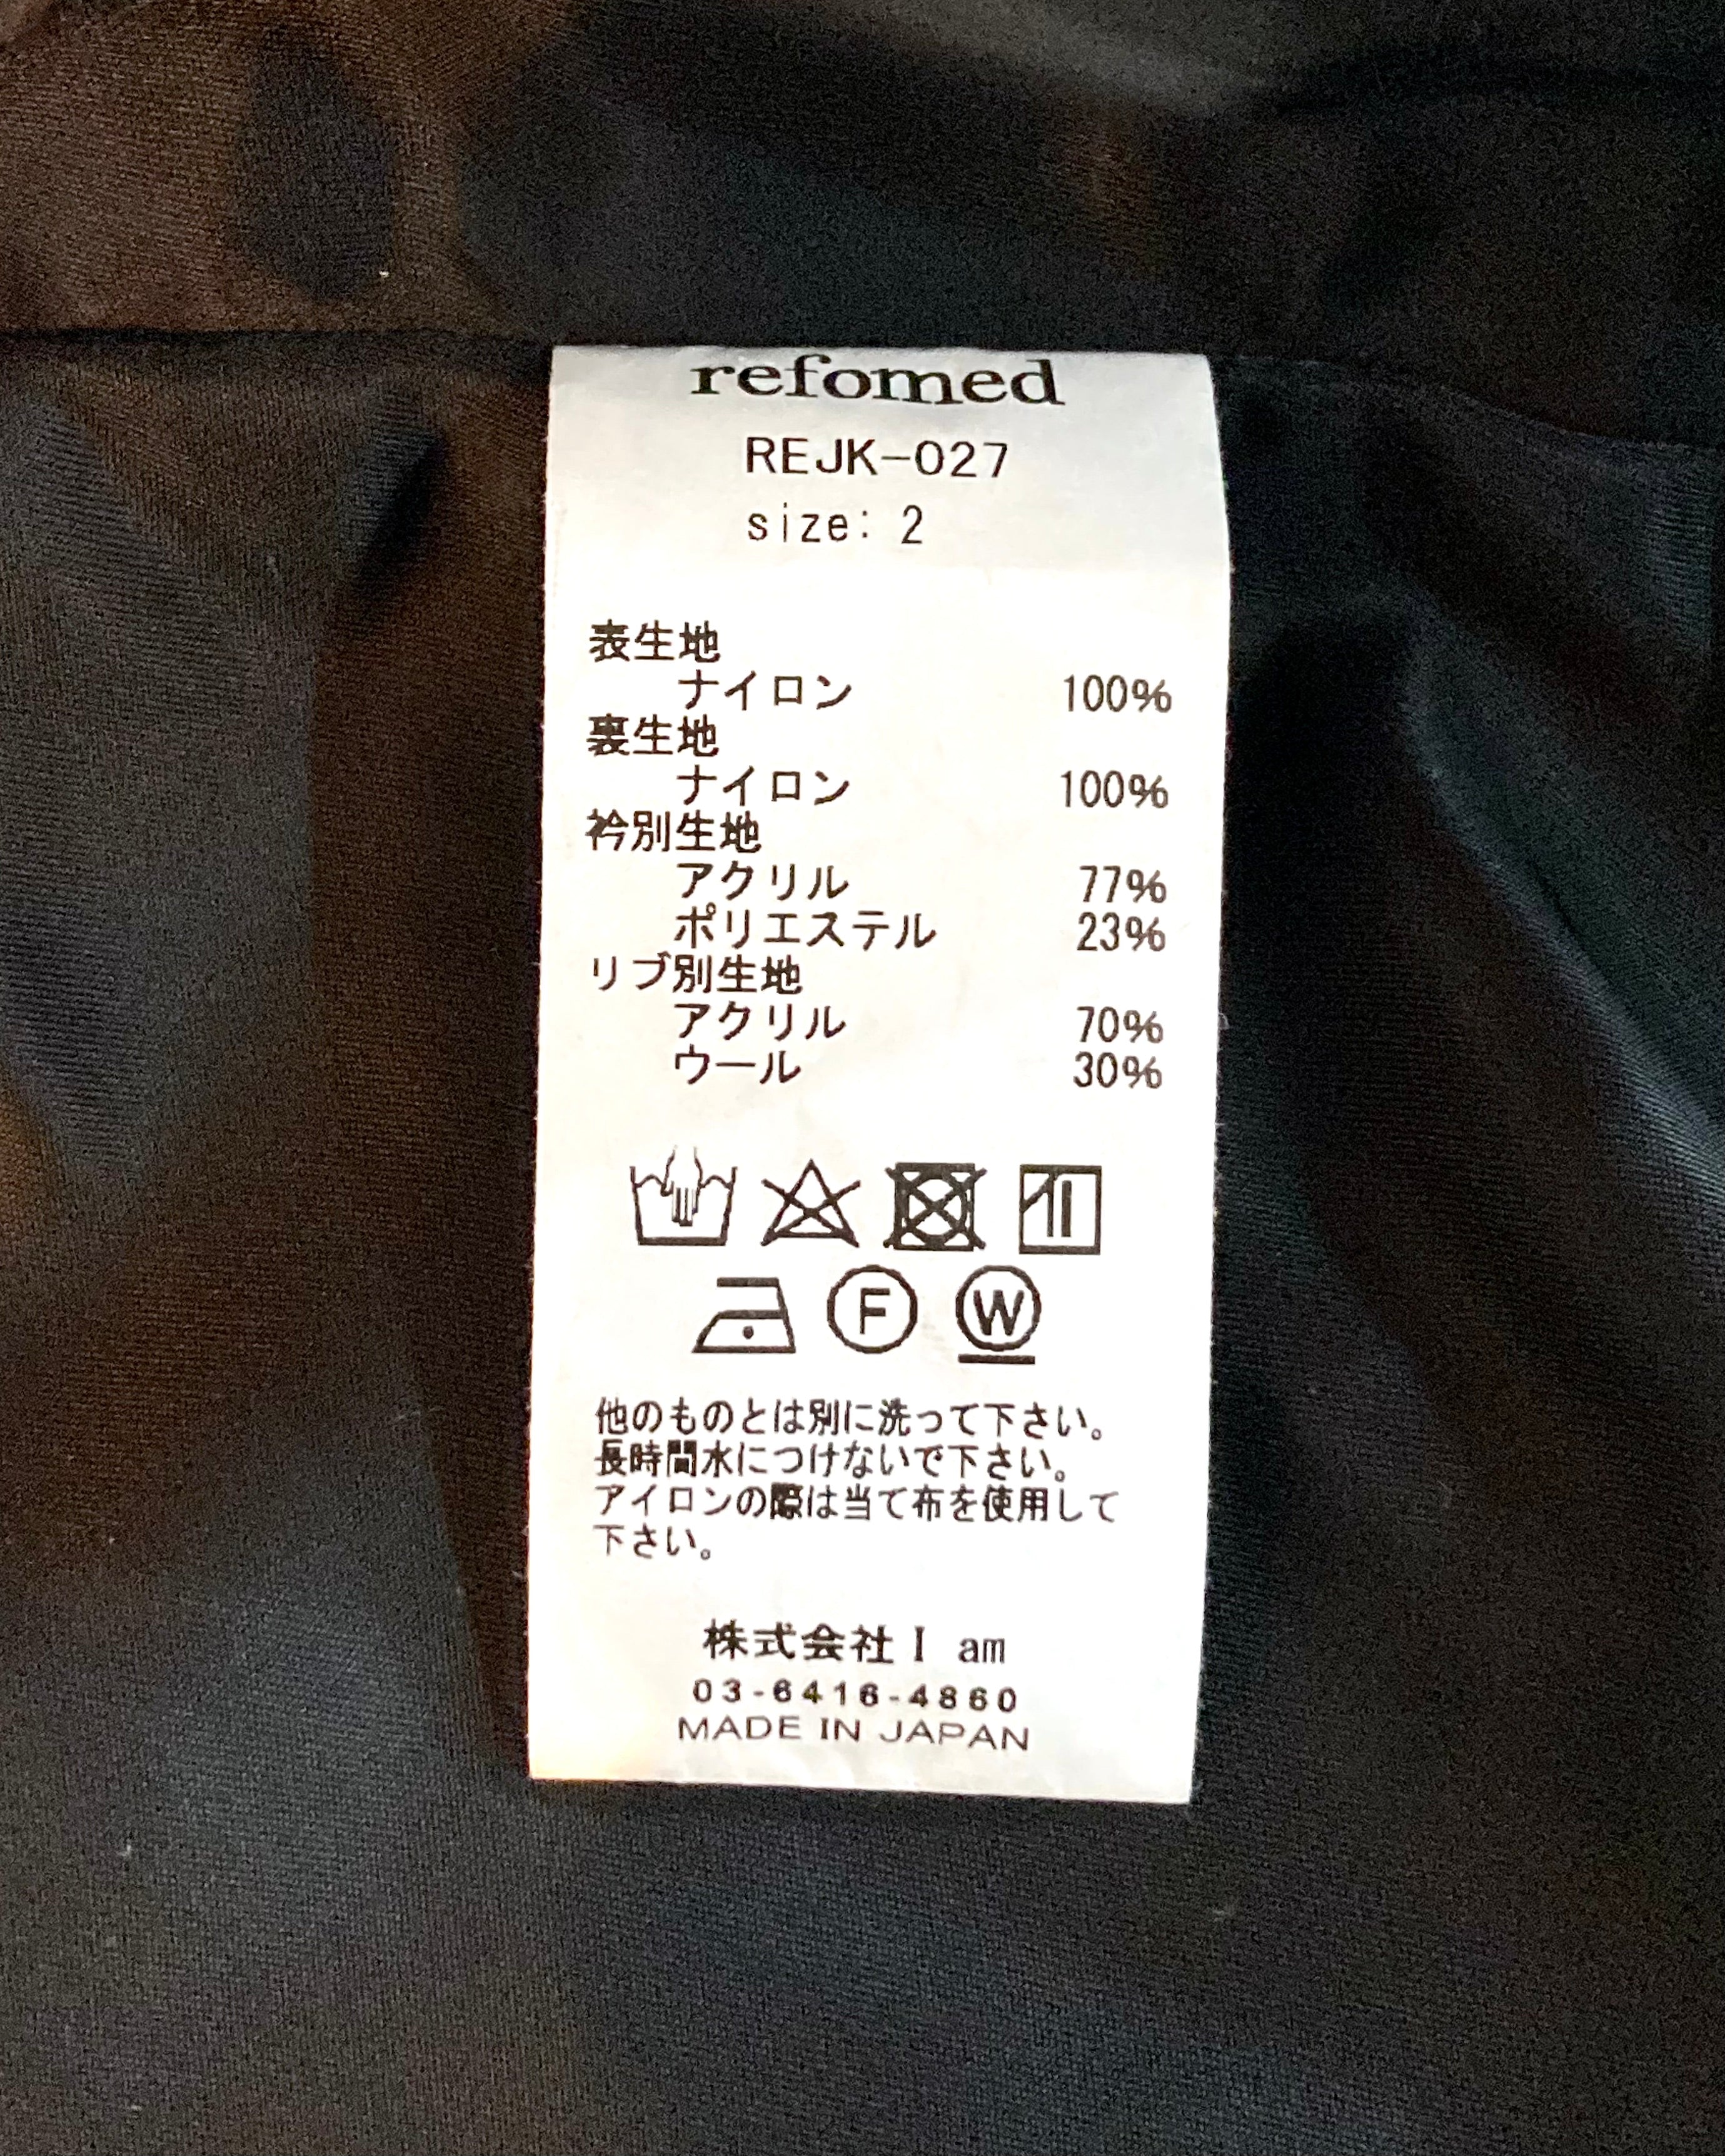 refomed
REJK-027
size: 2
表生地
ナイロン 100%
裏生地
ナイロン 100%
衿別生地
アクリル 77%
ポリエステル 23%
リブ別生地
アクリル 70%
ウール 30%
F W
他のものとは別に洗って下さい。
長時間水につけないで下さい。
アイロンの際は当て布を使用して
下さい。
株式会社I am
03-6416-4860
MADE IN JAPAN